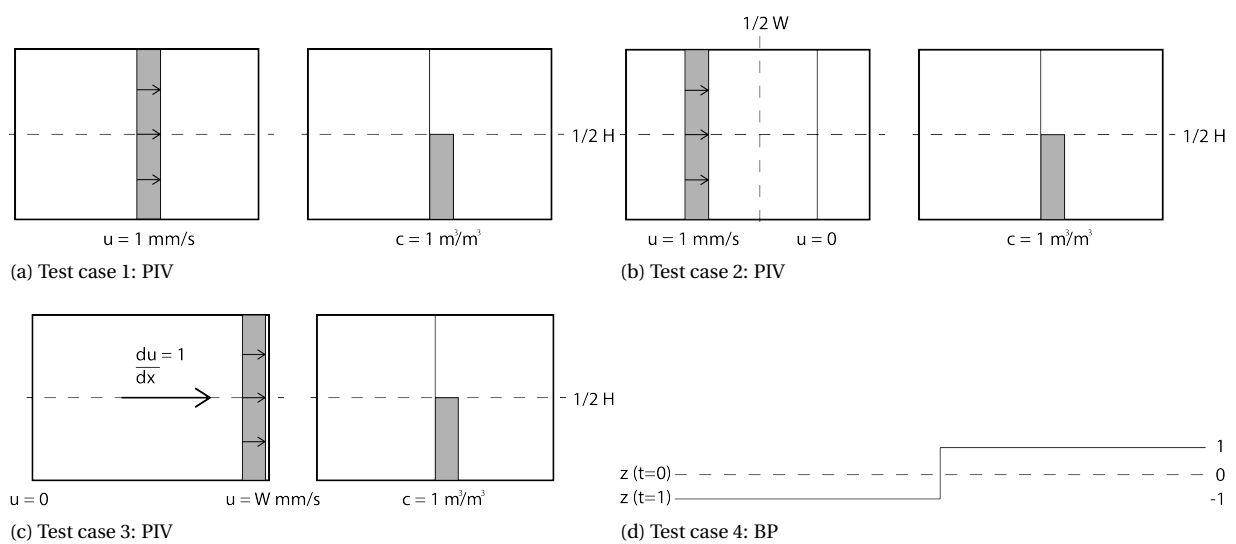 1/2 W
1/2 H
1/2 H
u = 1 mm/s
c = 1 m³/m³
u = 1 mm/s
u = 0
c = 1 m³/m³
(a) Test case 1: PIV
(b) Test case 2: PIV
du = 1
dx
1/2 H
u = 0
u = W mm/s
c = 1 m³/m³
(c) Test case 3: PIV
1
z (t=0)
0
z (t=1)
-1
(d) Test case 4: BP